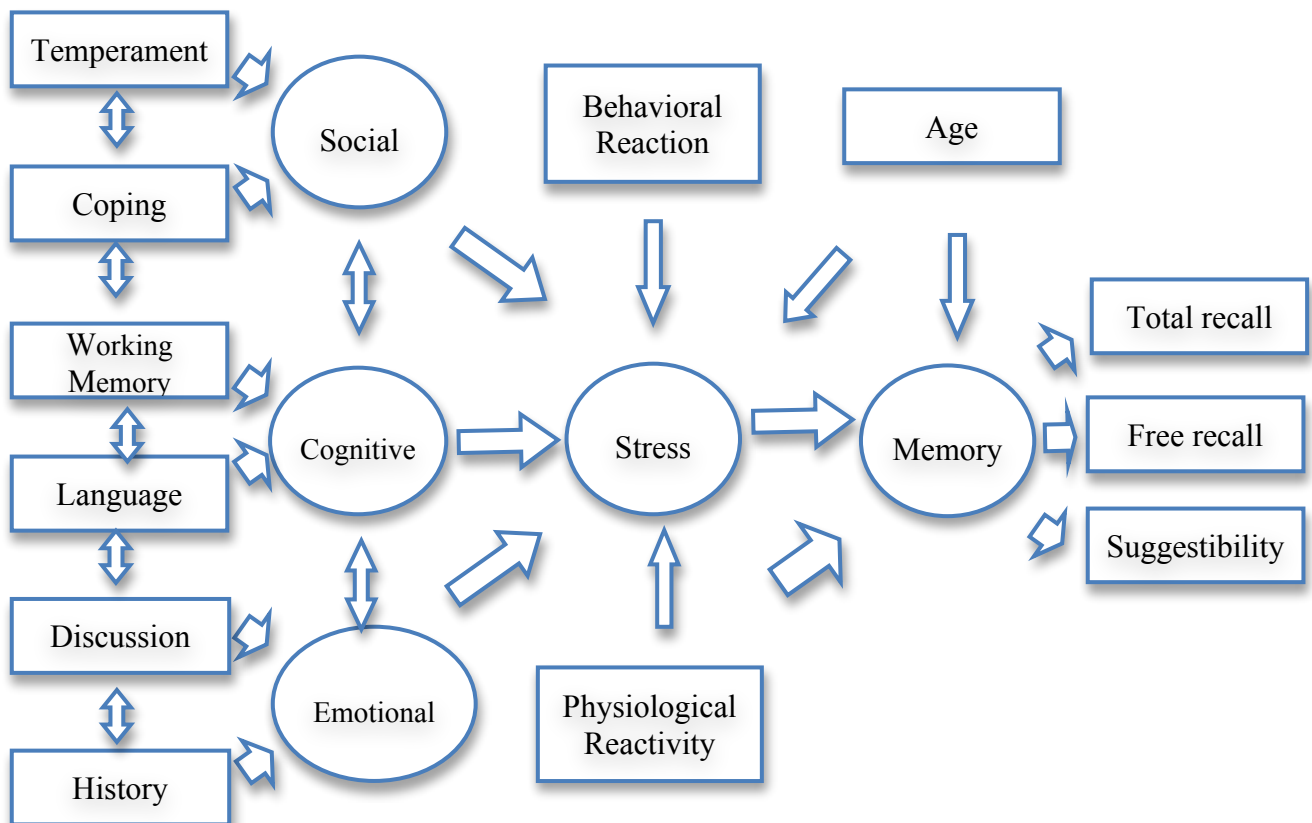 Temperament
Social
Behavioral
Reaction
Age
Coping
Working
Memory
Cognitive
Stress
Memory
Total recall
Free recall
Suggestibility
Language
Discussion
Emotional
Physiological
Reactivity
History